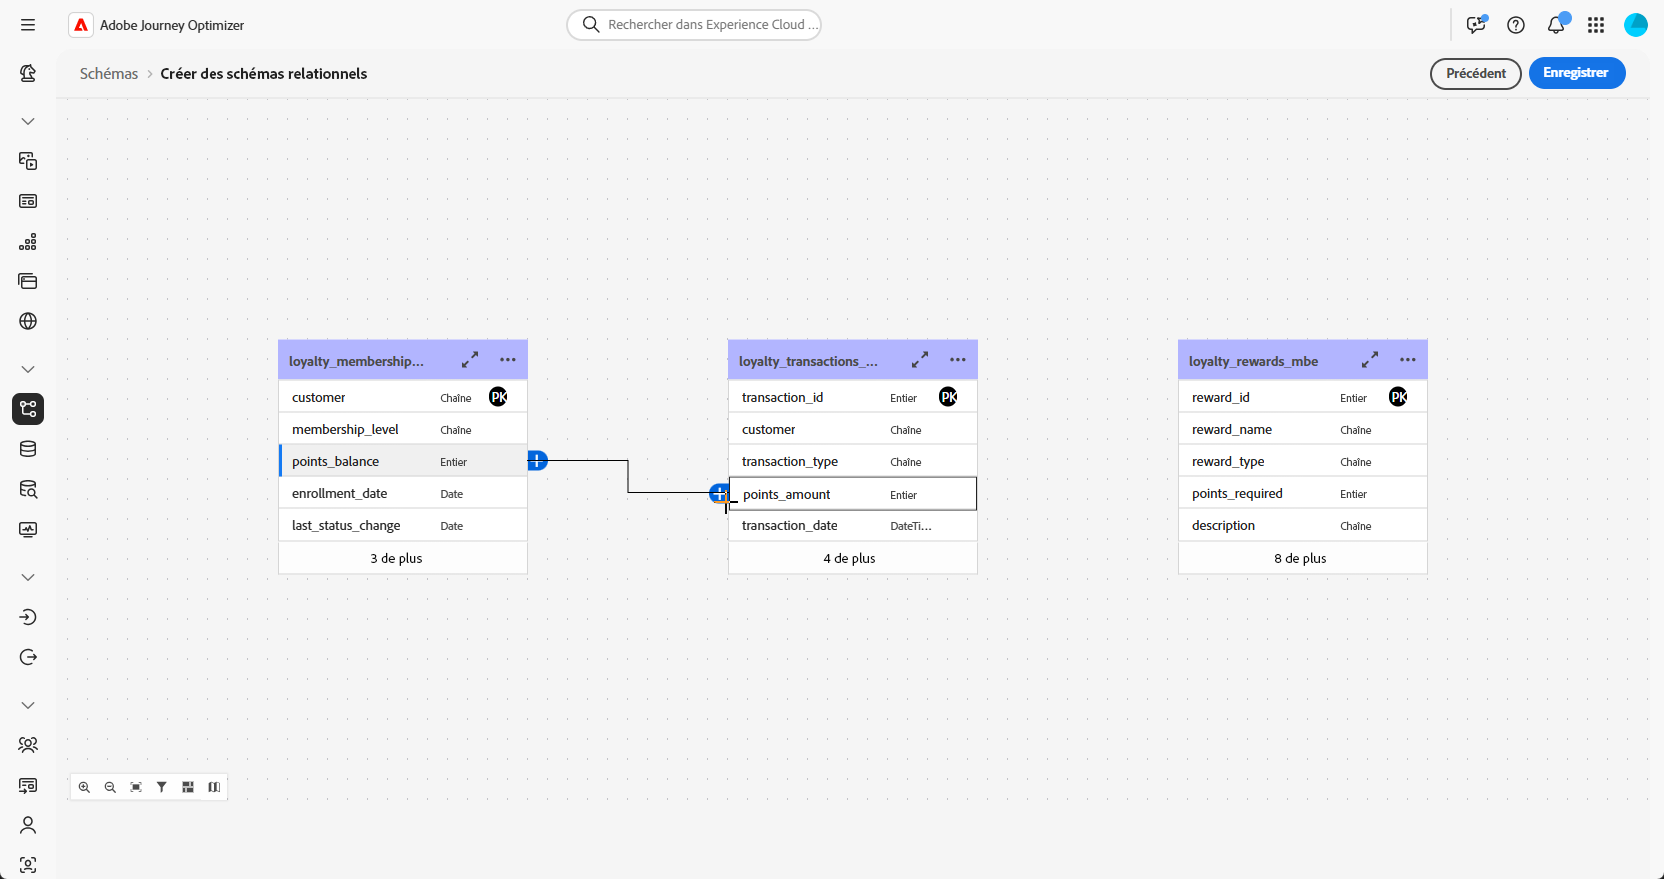 Adobe Journey Optimizer
Rechercher dans Experience Cloud ...
Schémas > Créer des schémas relationnels
Précédent
Enregistrer
loyalty_membership...
customer Chaîne PK
membership_level Chaîne
points_balance Entier
enrollment_date Date
last_status_change Date
3 de plus
loyalty_transactions_...
transaction_id Entier PK
customer Chaîne
transaction_type Chaîne
points_amount Entier
transaction_date DateTi...
4 de plus
loyalty_rewards_mbe
reward_id Entier PK
reward_name Chaîne
reward_type Chaîne
points_required Entier
description Chaîne
8 de plus